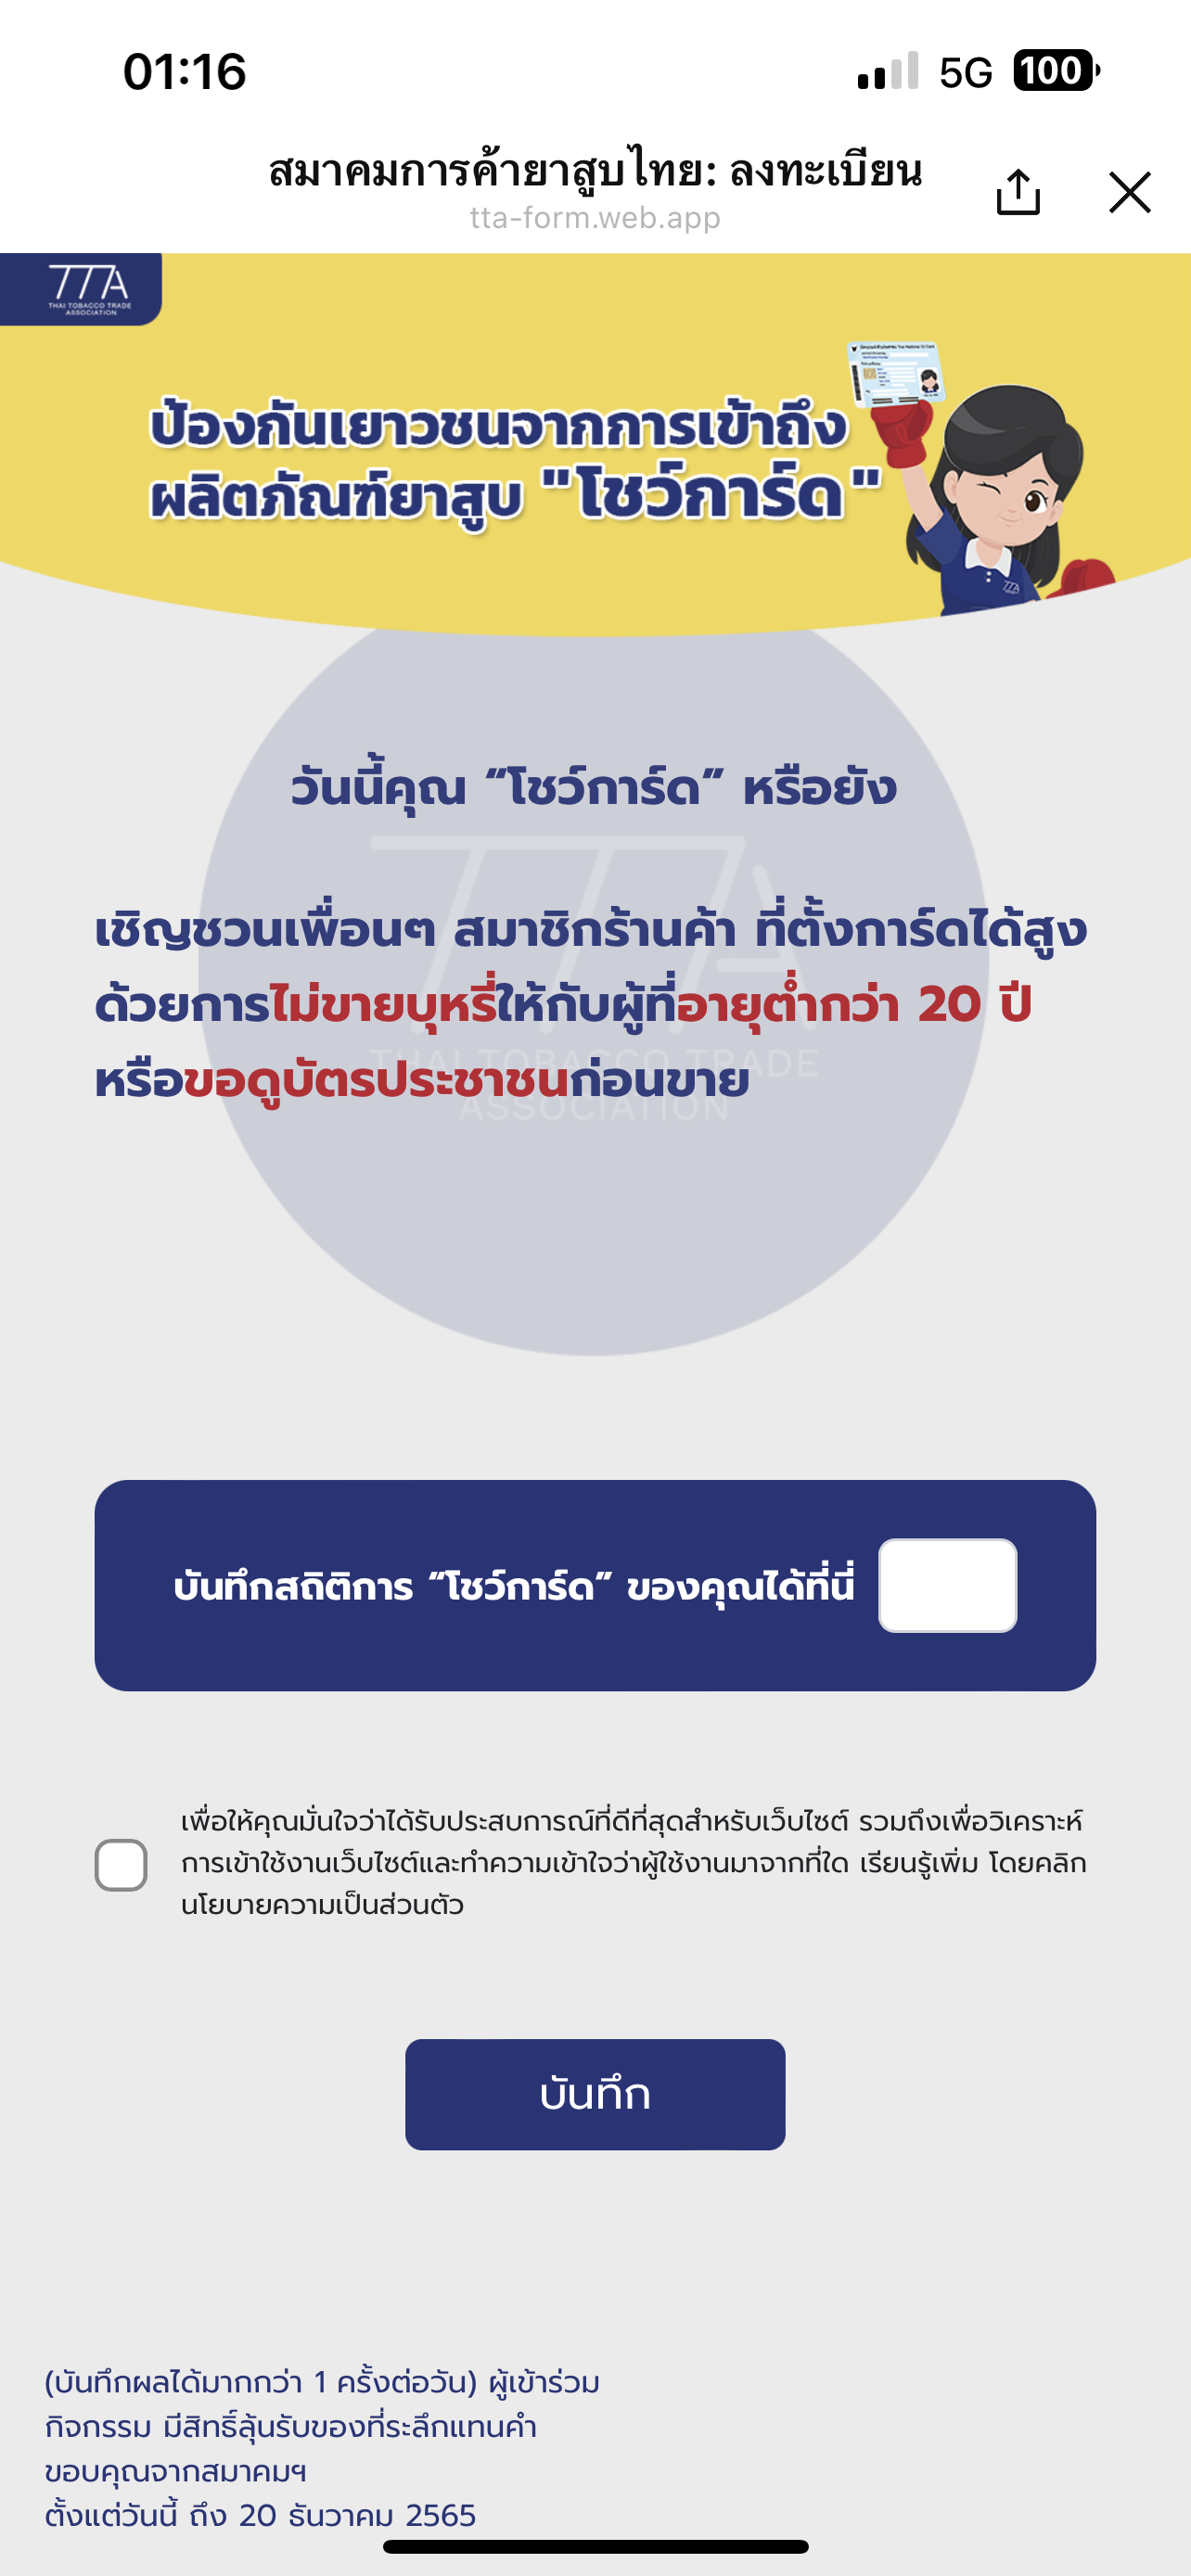 01:16
5G
100
สมาคมการค้ายาสูบไทย: ลงทะเบียน
tta-form.web.app
TTA
THAI TOBACCO TRADE
ASSOCIATION
ป้องกันเยาวชนจากการเข้าถึง
ผลิตภัณฑ์ยาสูบ "โชว์การ์ด"
วันนี้คุณ “โชว์การ์ด” หรือยัง
เชิญชวนเพื่อนๆ สมาชิกร้านค้า ที่ตั้งการ์ดได้สูง
ด้วยการไม่ขายบุหรี่ให้กับผู้ที่อายุต่ำกว่า 20 ปี
หรือขอดูบัตรประชาชนก่อนขาย
TTA
THAI TOBACCO TRADE
ASSOCIATION
บันทึกสถิติการ “โชว์การ์ด” ของคุณได้ที่นี่
เพื่อให้คุณมั่นใจว่าได้รับประสบการณ์ที่ดีที่สุดสำหรับเว็บไซต์ รวมถึงเพื่อวิเคราะห์
การเข้าใช้งานเว็บไซต์และทำความเข้าใจว่าผู้ใช้งานมาจากที่ใด เรียนรู้เพิ่ม โดยคลิก
นโยบายความเป็นส่วนตัว
บันทึก
(บันทึกผลได้มากกว่า 1 ครั้งต่อวัน) ผู้เข้าร่วม
กิจกรรม มีสิทธิ์ลุ้นรับของที่ระลึกแทนคำ
ขอบคุณจากสมาคมฯ
ตั้งแต่วันนี้ ถึง 20 ธันวาคม 2565